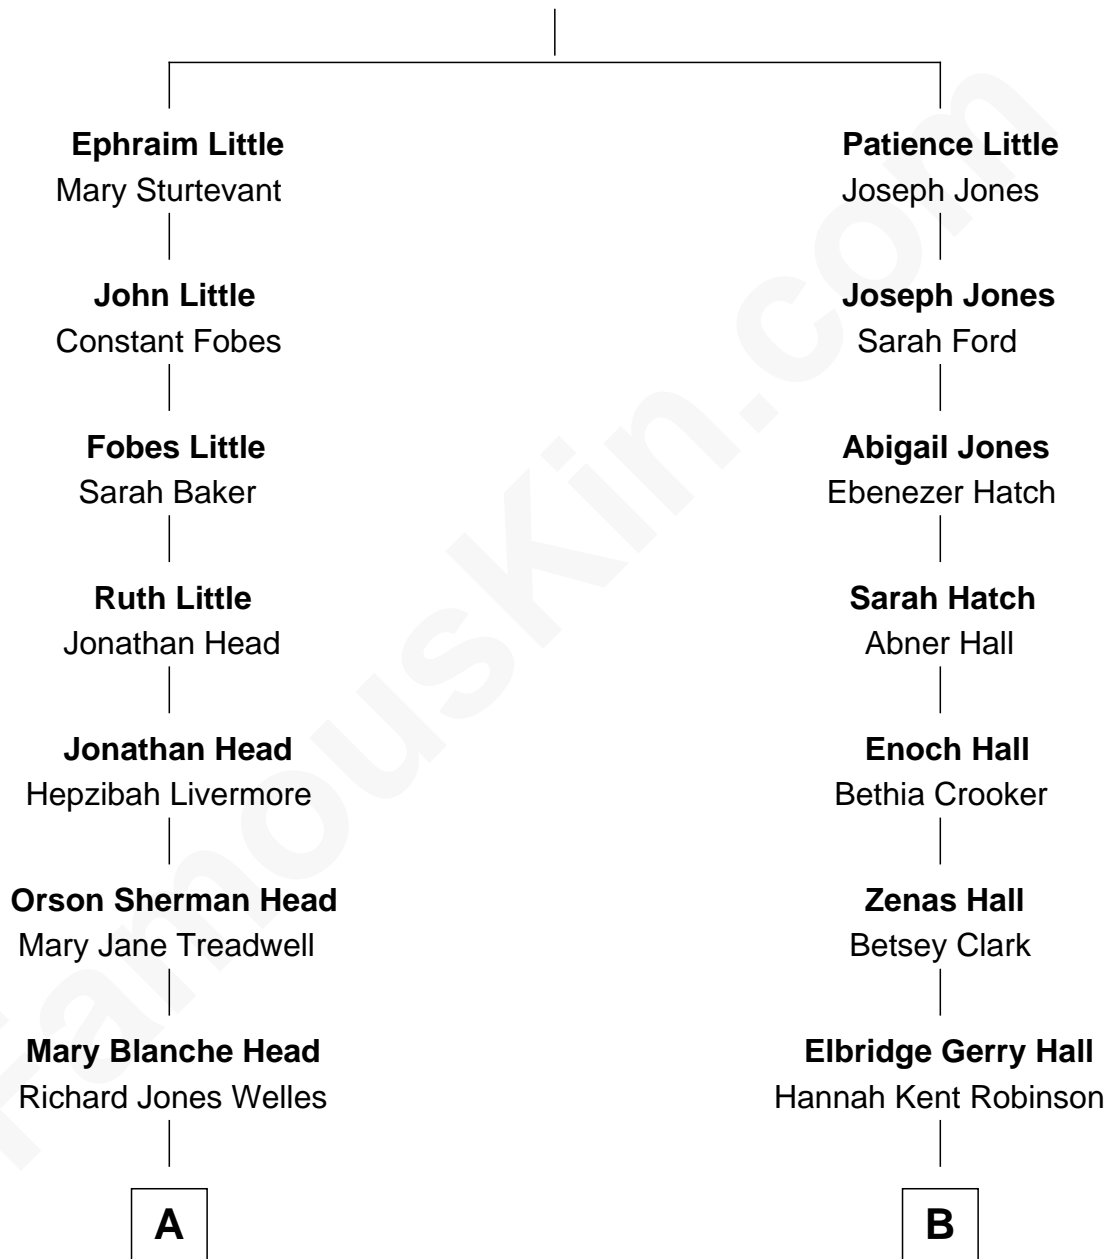 Ephraim Little
Mary Sturtevant
John Little
Constant Fobes
Fobes Little
Sarah Baker
Ruth Little
Jonathan Head
Jonathan Head
Hepzibah Livermore
Orson Sherman Head
Mary Jane Treadwell
Mary Blanche Head
Richard Jones Welles
A
Patience Little
Joseph Jones
Joseph Jones
Sarah Ford
Abigail Jones
Ebenezer Hatch
Sarah Hatch
Abner Hall
Enoch Hall
Bethia Crooker
Zenas Hall
Betsey Clark
Elbridge Gerry Hall
Hannah Kent Robinson
B
FamousKin.com